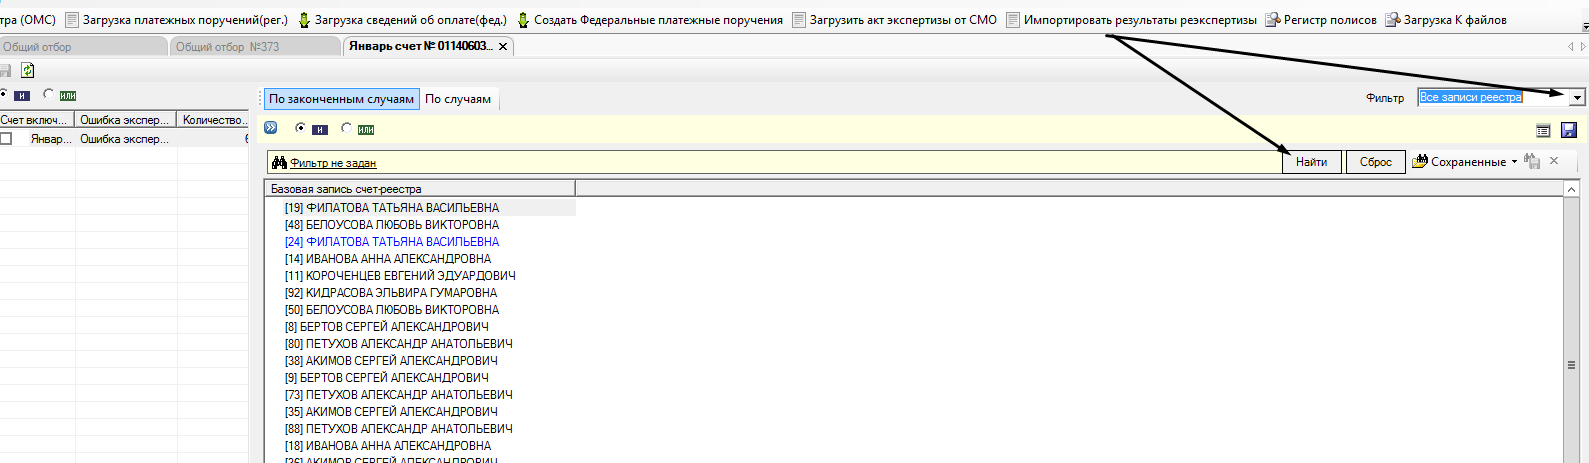 тра (ОМС) Загрузка платежных поручений(рег.) Загрузка сведений об оплате(фед.) Создать Федеральные платежные поручения Загрузить акт экспертизы от СМО Импортировать результаты реэкспертизы Регистр полисов Загрузка К файлов
Общий отбор Общий отбор №373 Январь счет № 01140603...
и или
По законченным случаям По случаям Фильтр Все записи реестра
Счет включ... Ошибка экспер... Количество...
Январ... Ошибка экспер... 6
и или
Фильтр не задан Найти Сброс Сохраненные
Базовая запись счет-реестра
[19] ФИЛАТОВА ТАТЬЯНА ВАСИЛЬЕВНА
[48] БЕЛОУСОВА ЛЮБОВЬ ВИКТОРОВНА
[24] ФИЛАТОВА ТАТЬЯНА ВАСИЛЬЕВНА
[14] ИВАНОВА АННА АЛЕКСАНДРОВНА
[11] КОРОЧЕНЦЕВ ЕВГЕНИЙ ЭДУАРДОВИЧ
[92] КИДРАСОВА ЭЛЬВИРА ГУМАРОВНА
[50] БЕЛОУСОВА ЛЮБОВЬ ВИКТОРОВНА
[8] БЕРТОВ СЕРГЕЙ АЛЕКСАНДРОВИЧ
[80] ПЕТУХОВ АЛЕКСАНДР АНАТОЛЬЕВИЧ
[38] АКИМОВ СЕРГЕЙ АЛЕКСАНДРОВИЧ
[9] БЕРТОВ СЕРГЕЙ АЛЕКСАНДРОВИЧ
[73] ПЕТУХОВ АЛЕКСАНДР АНАТОЛЬЕВИЧ
[35] АКИМОВ СЕРГЕЙ АЛЕКСАНДРОВИЧ
[88] ПЕТУХОВ АЛЕКСАНДР АНАТОЛЬЕВИЧ
[18] ИВАНОВА АННА АЛЕКСАНДРОВНА
[36] АКИМОВ СЕРГЕЙ АЛЕКСАНДРОВИЧ